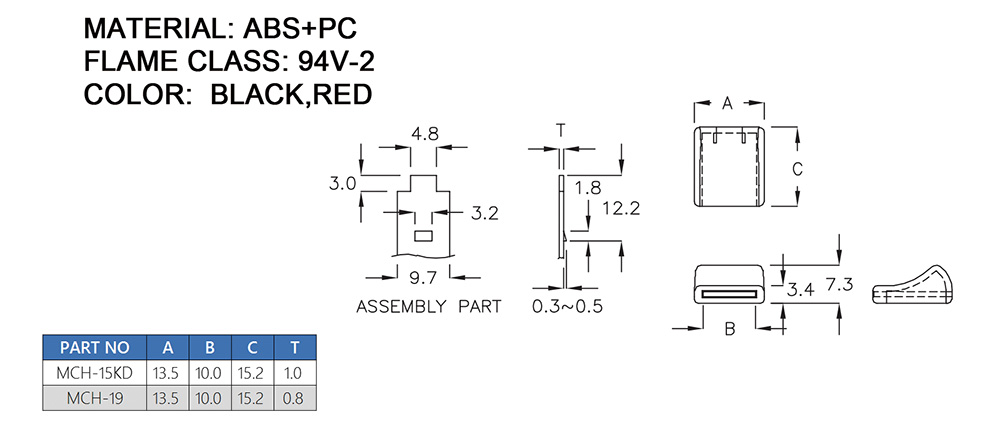 MATERIAL: ABS+PC
FLAME CLASS: 94V-2
COLOR: BLACK,RED
4.8
3.0
3.2
9.7
ASSEMBLY PART
T
1.8
12.2
0.3~0.5
A
C
B
3.4
7.3
PART NO A B C T
MCH-15KD 13.5 10.0 15.2 1.0
MCH-19 13.5 10.0 15.2 0.8